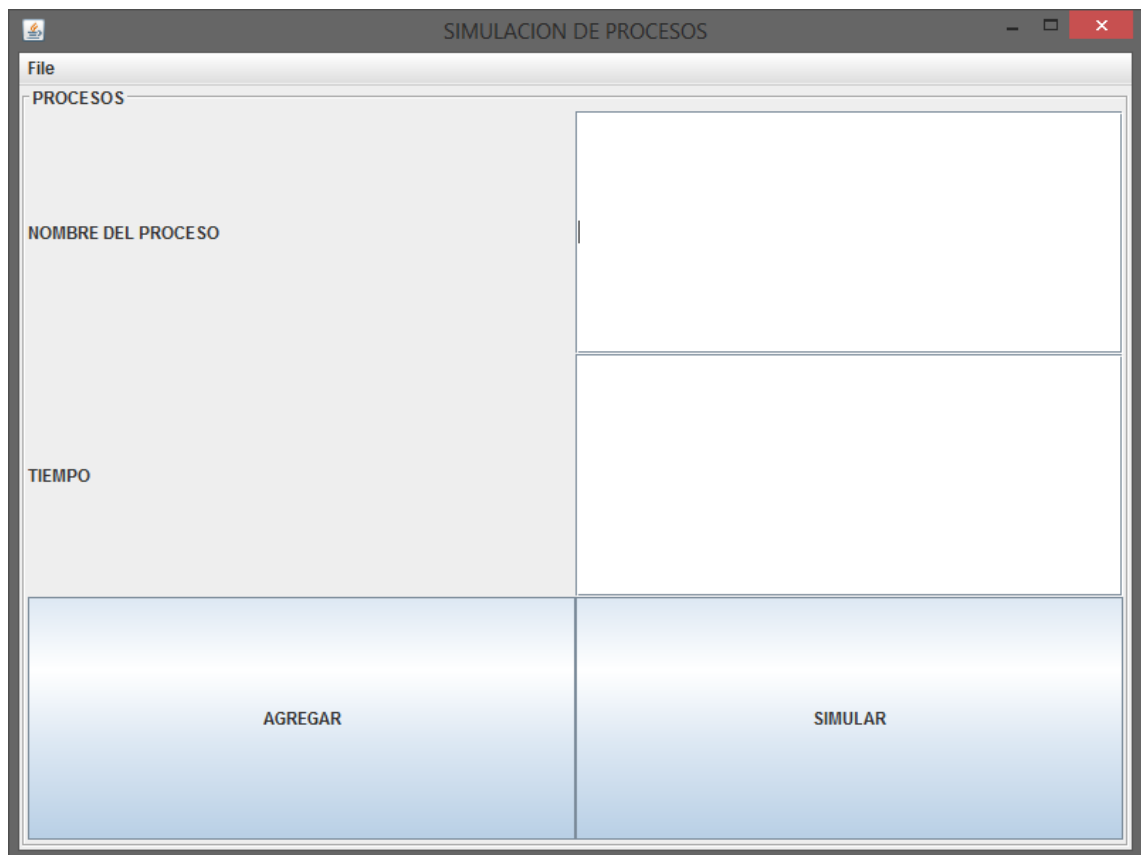 SIMULACION DE PROCESOS
File
PROCESOS
NOMBRE DEL PROCESO
TIEMPO
AGREGAR
SIMULAR